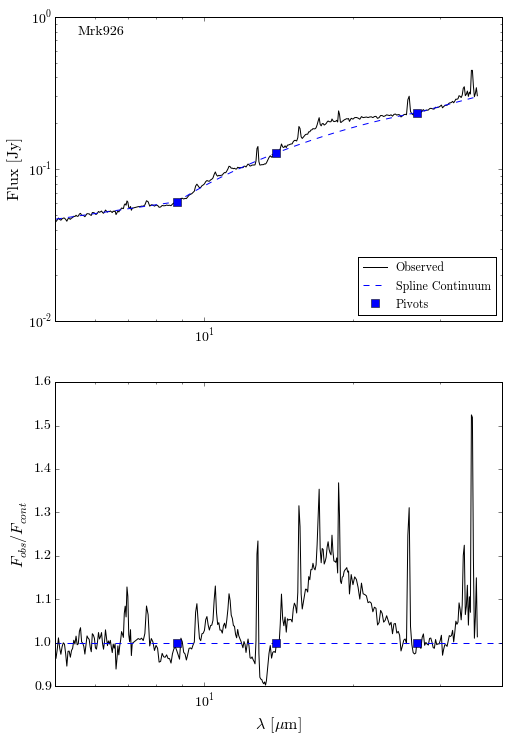 Mrk926
Flux [Jy]
10^0
10^-1
10^-2
10^1
Observed
Spline Continuum
Pivots
F_obs/F_cont
1.6
1.5
1.4
1.3
1.2
1.1
1.0
0.9
10^1
λ [μm]